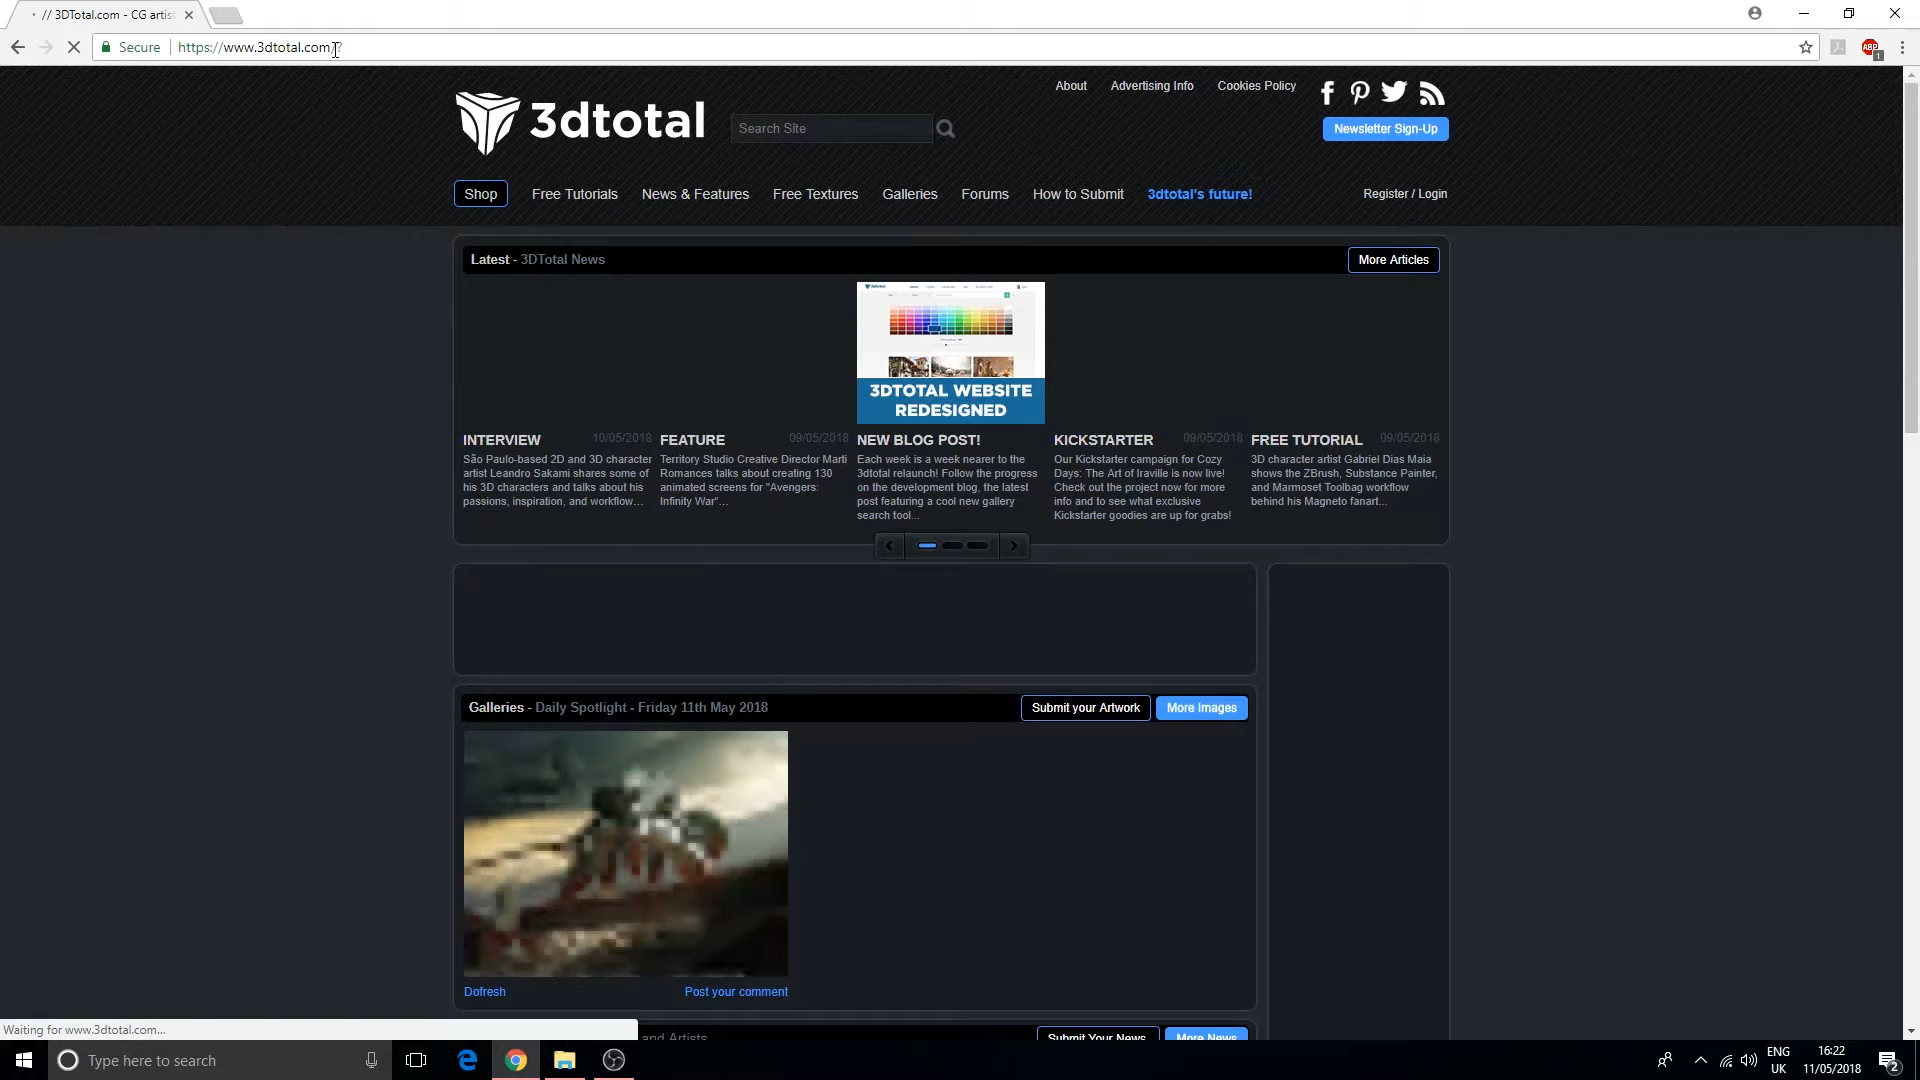 // 3DTotal.com - CG artist
Secure
https://www.3dtotal.com/?
ABP
1
About
Advertising Info
Cookies Policy
3dtotal
Search Site
Newsletter Sign-Up
Shop
Free Tutorials
News & Features
Free Textures
Galleries
Forums
How to Submit
3dtotal's future!
Register / Login
Latest - 3DTotal News
More Articles
3DTOTAL WEBSITE
REDESIGNED
INTERVIEW 10/05/2018
São Paulo-based 2D and 3D character
artist Leandro Sakami shares some of
his 3D characters and talks about his
passions, inspiration, and workflow...
FEATURE 09/05/2018
Territory Studio Creative Director Marti
Romances talks about creating 130
animated screens for "Avengers:
Infinity War"...
NEW BLOG POST!
Each week is a week nearer to the
3dtotal relaunch! Follow the progress
on the development blog, the latest
post featuring a cool new gallery
search tool...
KICKSTARTER 09/05/2018
Our Kickstarter campaign for Cozy
Days: The Art of Iraville is now live!
Check out the project now for more
info and to see what exclusive
Kickstarter goodies are up for grabs!
FREE TUTORIAL 09/05/2018
3D character artist Gabriel Dias Maia
shows the ZBrush, Substance Painter,
and Marmoset Toolbag workflow
behind his Magneto fanart...
Galleries - Daily Spotlight - Friday 11th May 2018
Submit your Artwork
More Images
Dofresh
Post your comment
Waiting for www.3dtotal.com...
and Artists
Submit Your News
More News
Type here to search
ENG
UK
16:22
11/05/2018
2